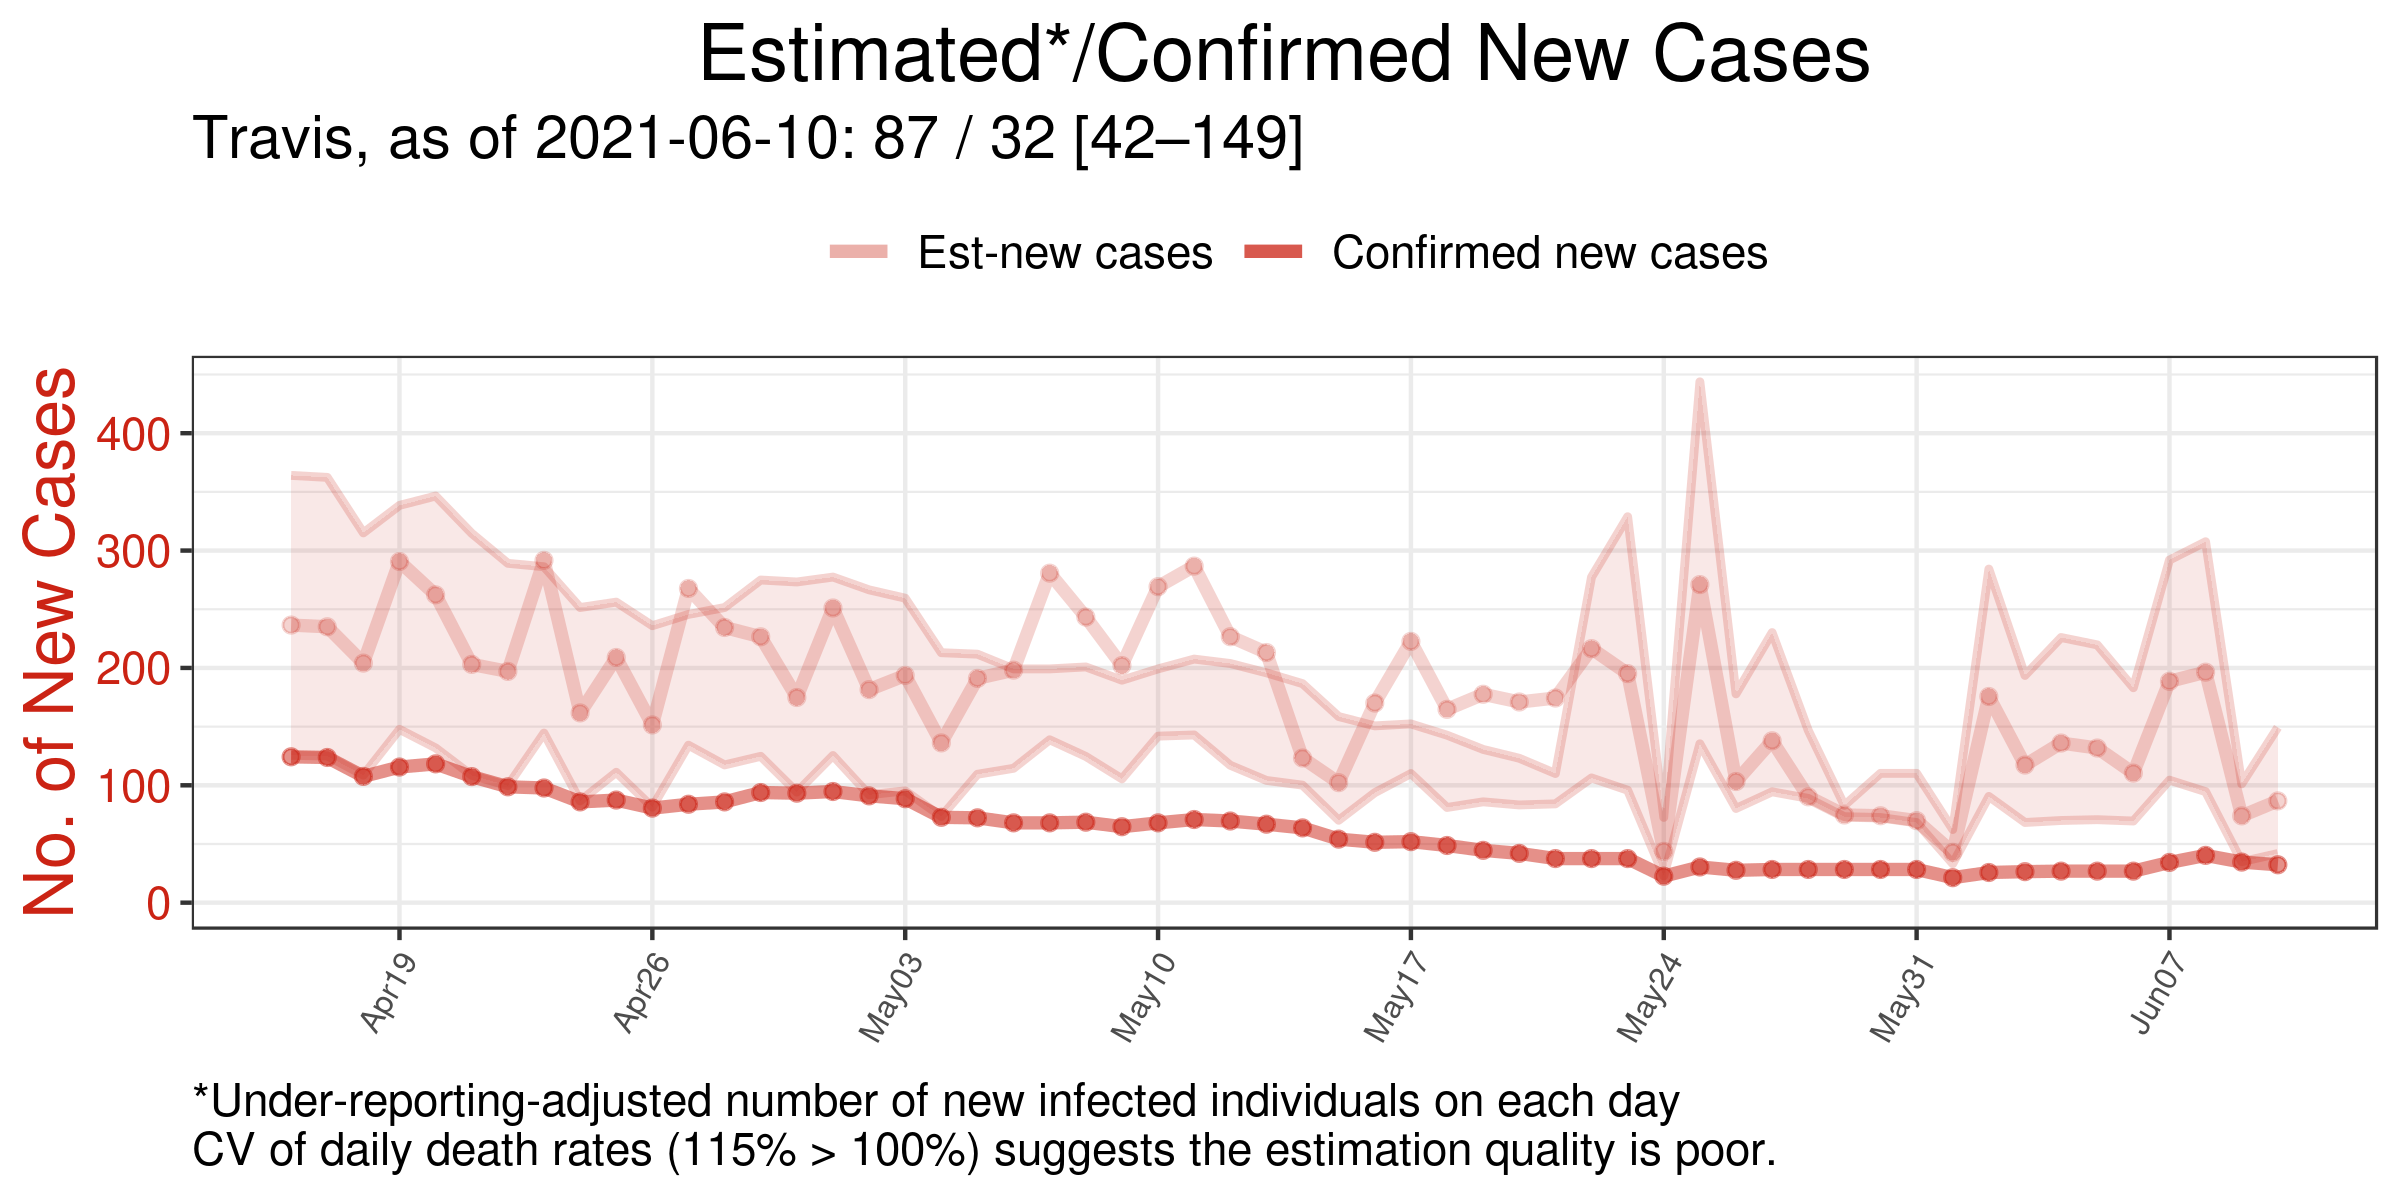 Estimated*/Confirmed New Cases
Travis, as of 2021-06-10: 87 / 32 [42–149]
Est-new cases
Confirmed new cases
No. of New Cases
400
300
200
100
0
Apr19
Apr26
May03
May10
May17
May24
May31
Jun07
*Under-reporting-adjusted number of new infected individuals on each day
CV of daily death rates (115% > 100%) suggests the estimation quality is poor.